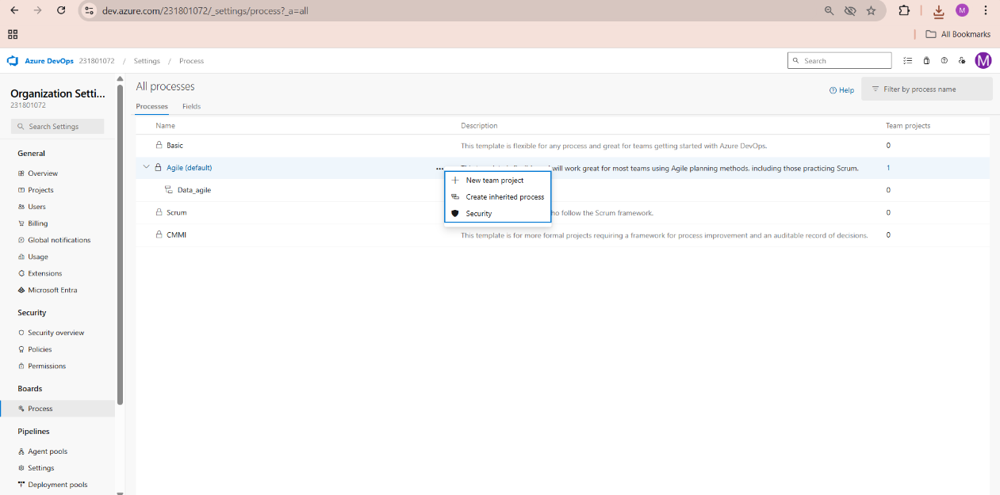 dev.azure.com/231801072/_settings/process?_a=all
M
All Bookmarks
Azure DevOps 231801072 / Settings / Process
Search
M
Organization Setti...
231801072
Search Settings
General
Overview
Projects
Users
Billing
Global notifications
Usage
Extensions
Microsoft Entra
Security
Security overview
Policies
Permissions
Boards
Process
Pipelines
Agent pools
Settings
Deployment pools
All processes
Help
Filter by process name
Processes Fields
Name Description Team projects
Basic This template is flexible for any process and great for teams getting started with Azure DevOps. 0
Agile (default) ... will work great for most teams using Agile planning methods, including those practicing Scrum. 1
New team project
Data_agile 0
Create inherited process
Scrum who follow the Scrum framework. 0
Security
CMMI This template is for more formal projects requiring a framework for process improvement and an auditable record of decisions. 0